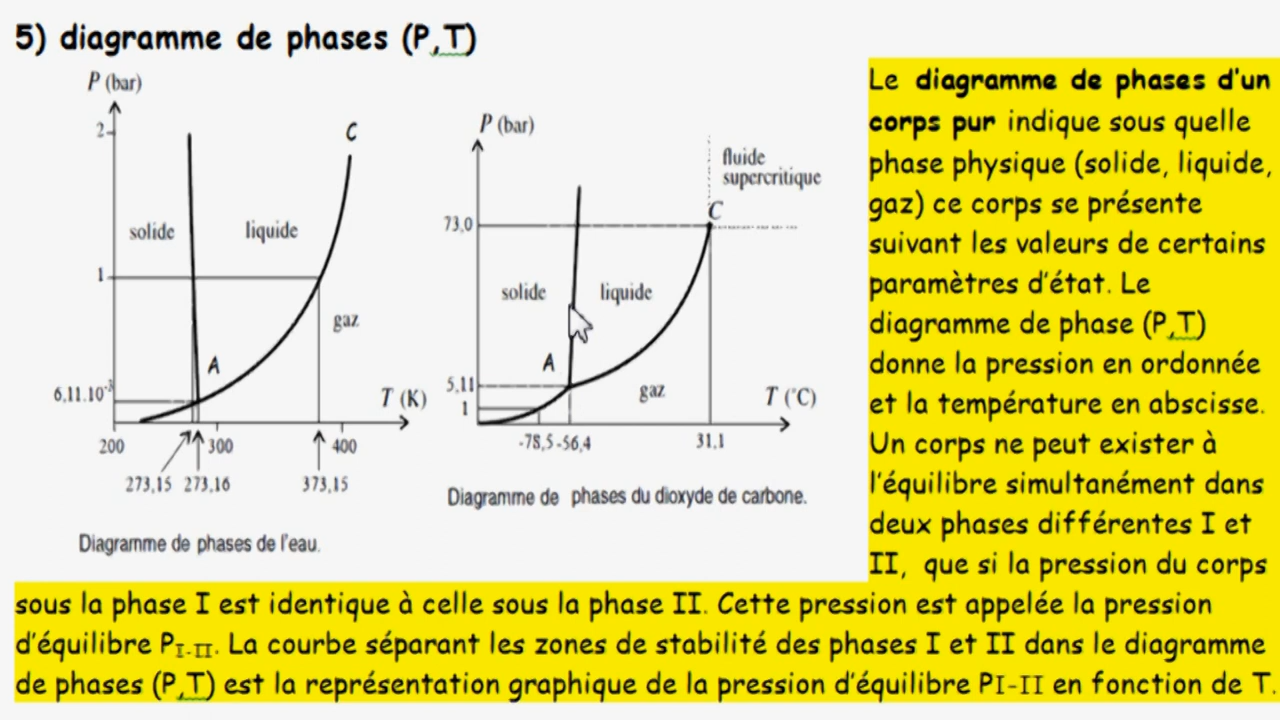 5) diagramme de phases (P,T)
P (bar)
2
C
solide
liquide
1
gaz
A
6,11.10⁻³
T (K)
200
300
400
273,15
273,16
373,15
Diagramme de phases de l'eau.
P (bar)
fluide
supercritique
C
73,0
solide
liquide
A
5,11
gaz
T (°C)
1
-78,5
-56,4
31,1
Diagramme de phases du dioxyde de carbone.
Le diagramme de phases d'un
corps pur indique sous quelle
phase physique (solide, liquide,
gaz) ce corps se présente
suivant les valeurs de certains
paramètres d'état. Le
diagramme de phase (P,T)
donne la pression en ordonnée
et la température en abscisse.
Un corps ne peut exister à
l'équilibre simultanément dans
deux phases différentes I et
II, que si la pression du corps
sous la phase I est identique à celle sous la phase II. Cette pression est appelée la pression
d'équilibre PI-II. La courbe séparant les zones de stabilité des phases I et II dans le diagramme
de phases (P,T) est la représentation graphique de la pression d'équilibre PI-II en fonction de T.